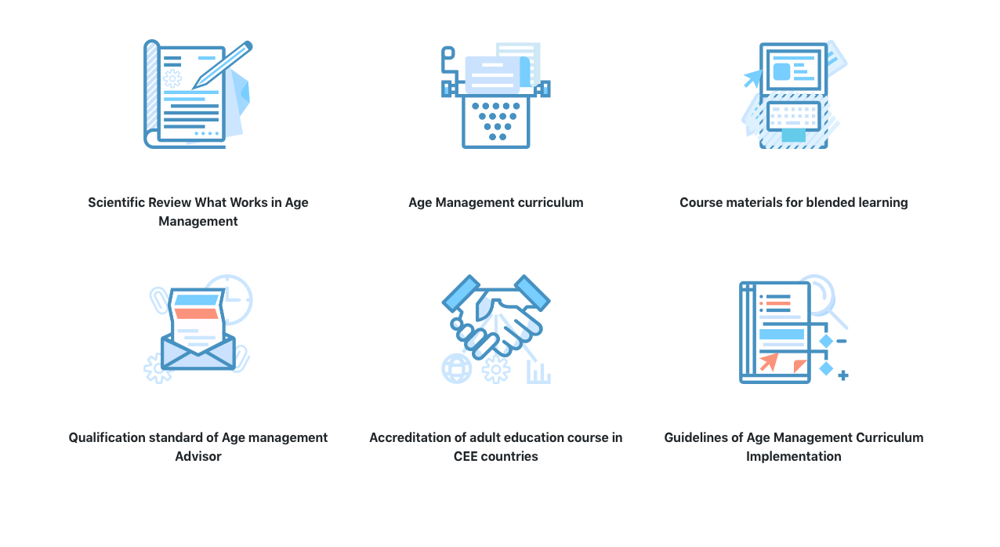 Scientific Review What Works in Age
Management
Age Management curriculum
Course materials for blended learning
Qualification standard of Age management
Advisor
Accreditation of adult education course in
CEE countries
Guidelines of Age Management Curriculum
Implementation